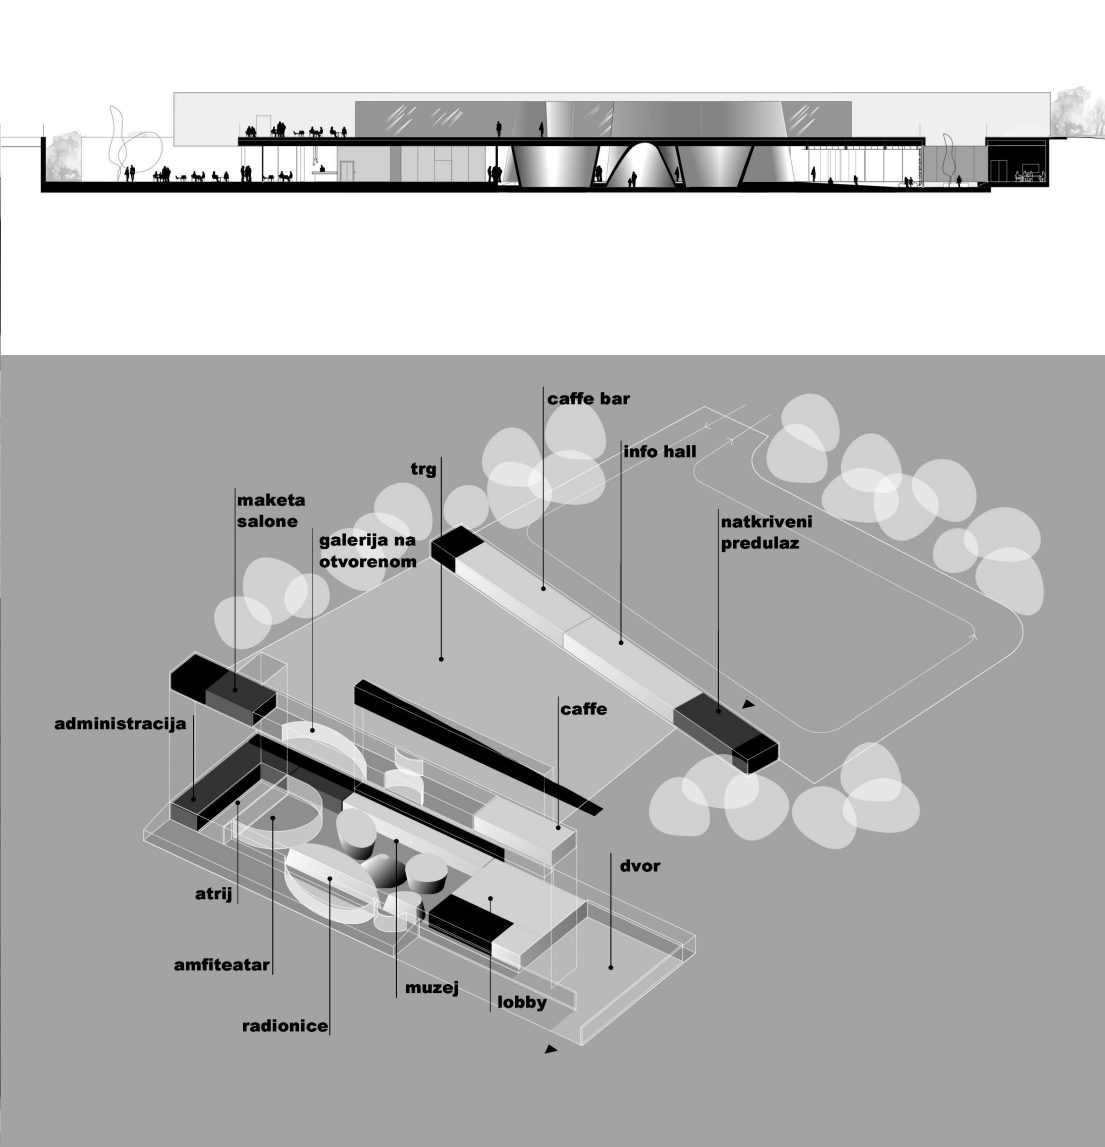 caffe bar
info hall
trg
maketa
salone
natkriveni
predulaz
galerija na
otvorenom
caffe
administracija
dvor
atrij
amfiteatar
muzej
lobby
radionice